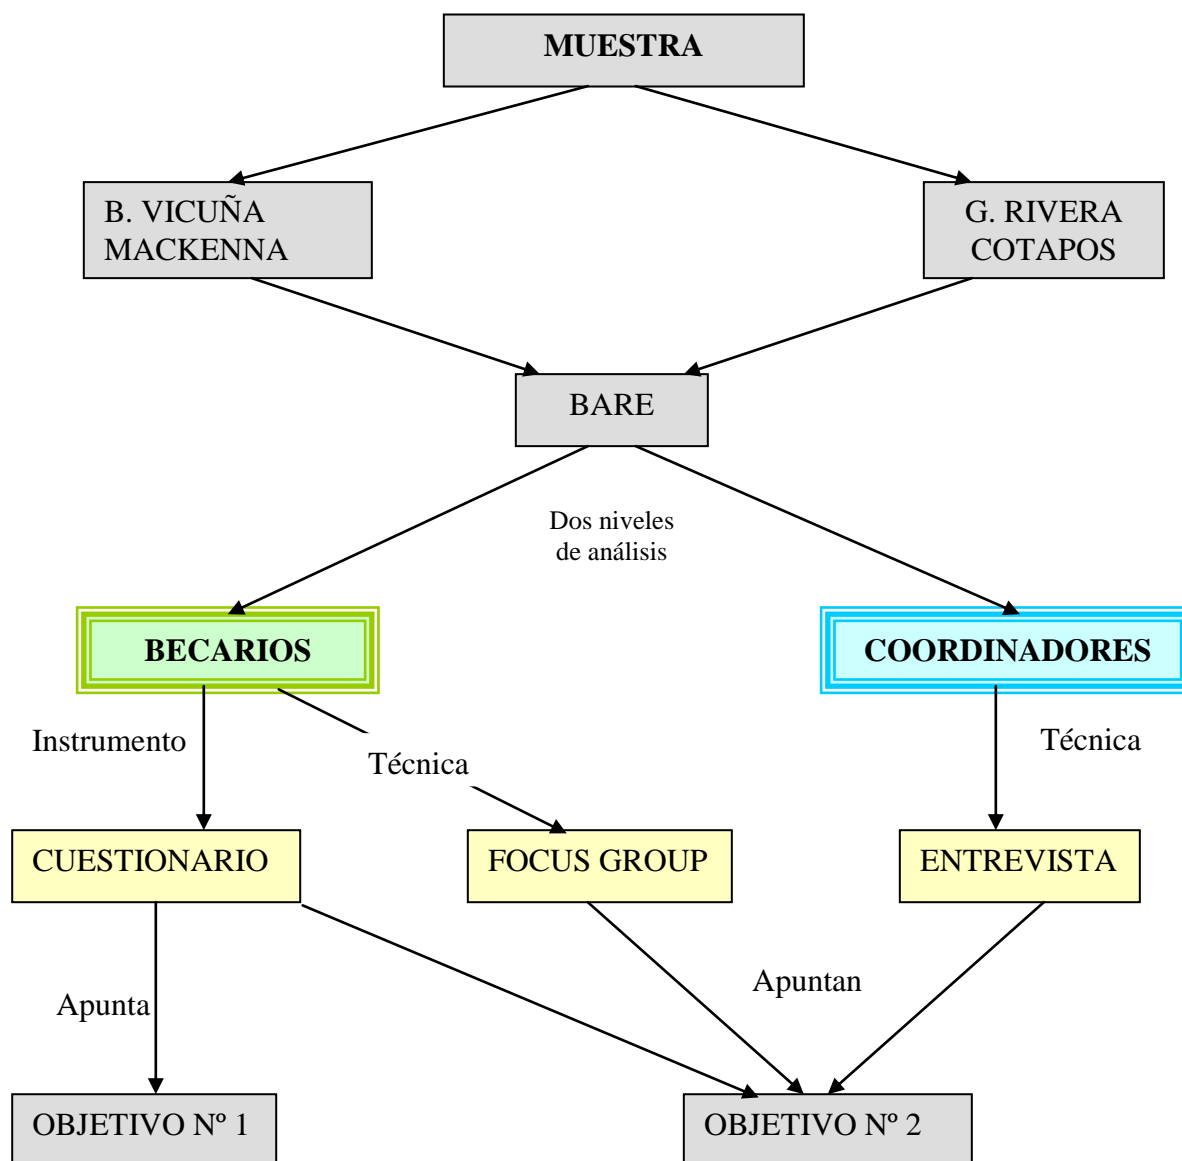 MUESTRA
B. VICUÑA
MACKENNA
G. RIVERA
COTAPOS
BARE
Dos niveles
de análisis
BECARIOS
COORDINADORES
Instrumento
Técnica
Técnica
CUESTIONARIO
FOCUS GROUP
ENTREVISTA
Apunta
Apuntan
OBJETIVO Nº 1
OBJETIVO Nº 2